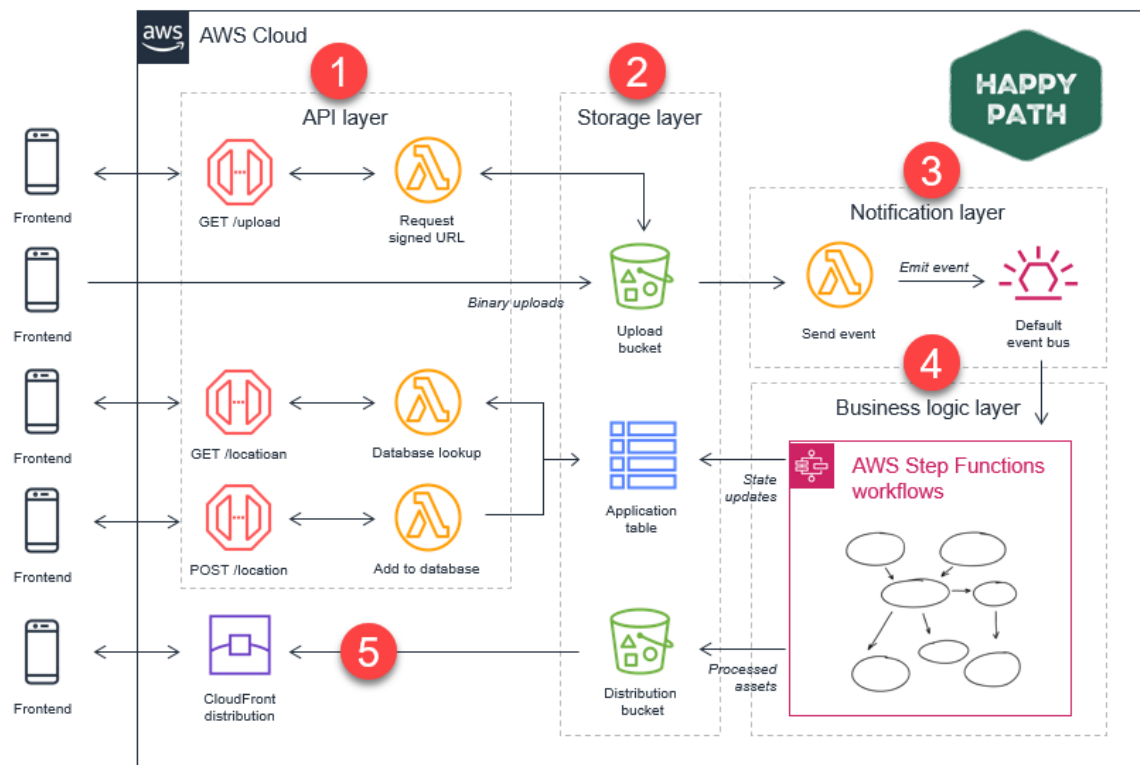 aws
AWS Cloud
1
2
HAPPY
PATH
API layer
Storage layer
3
Notification layer
Frontend
GET /upload
Request
signed URL
Frontend
Binary uploads
Upload
bucket
Send event
Emit event
Default
event bus
4
Business logic layer
Frontend
GET /locatioan
Database lookup
Application
table
State
updates
AWS Step Functions
workflows
Frontend
POST /location
Add to database
Frontend
CloudFront
distribution
5
Distribution
bucket
Processed
assets